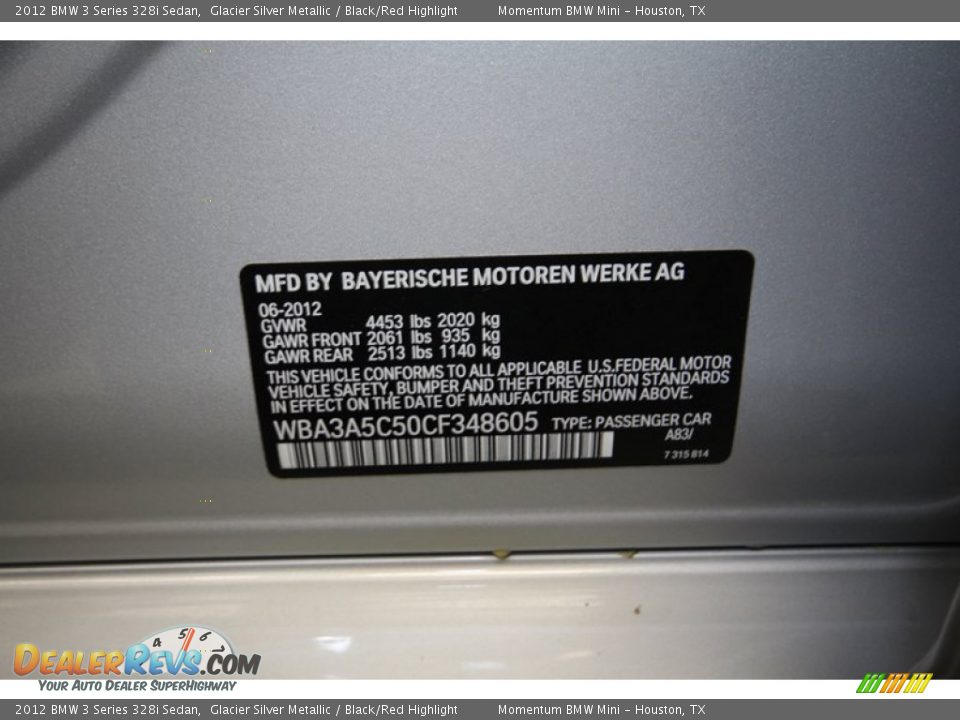 2012 BMW 3 Series 328i Sedan, Glacier Silver Metallic / Black/Red Highlight Momentum BMW Mini - Houston, TX
MFD BY BAYERISCHE MOTOREN WERKE AG
06-2012
GVWR 4453 lbs 2020 kg
GAWR FRONT 2061 lbs 935 kg
GAWR REAR 2513 lbs 1140 kg
THIS VEHICLE CONFORMS TO ALL APPLICABLE U.S.FEDERAL MOTOR
VEHICLE SAFETY, BUMPER AND THEFT PREVENTION STANDARDS
IN EFFECT ON THE DATE OF MANUFACTURE SHOWN ABOVE.
WBA3A5C50CF348605 TYPE: PASSENGER CAR
A83/
7 315 814
4 5 6
DEALERREVS.COM
YOUR AUTO DEALER SUPERHIGHWAY
2012 BMW 3 Series 328i Sedan, Glacier Silver Metallic / Black/Red Highlight Momentum BMW Mini - Houston, TX